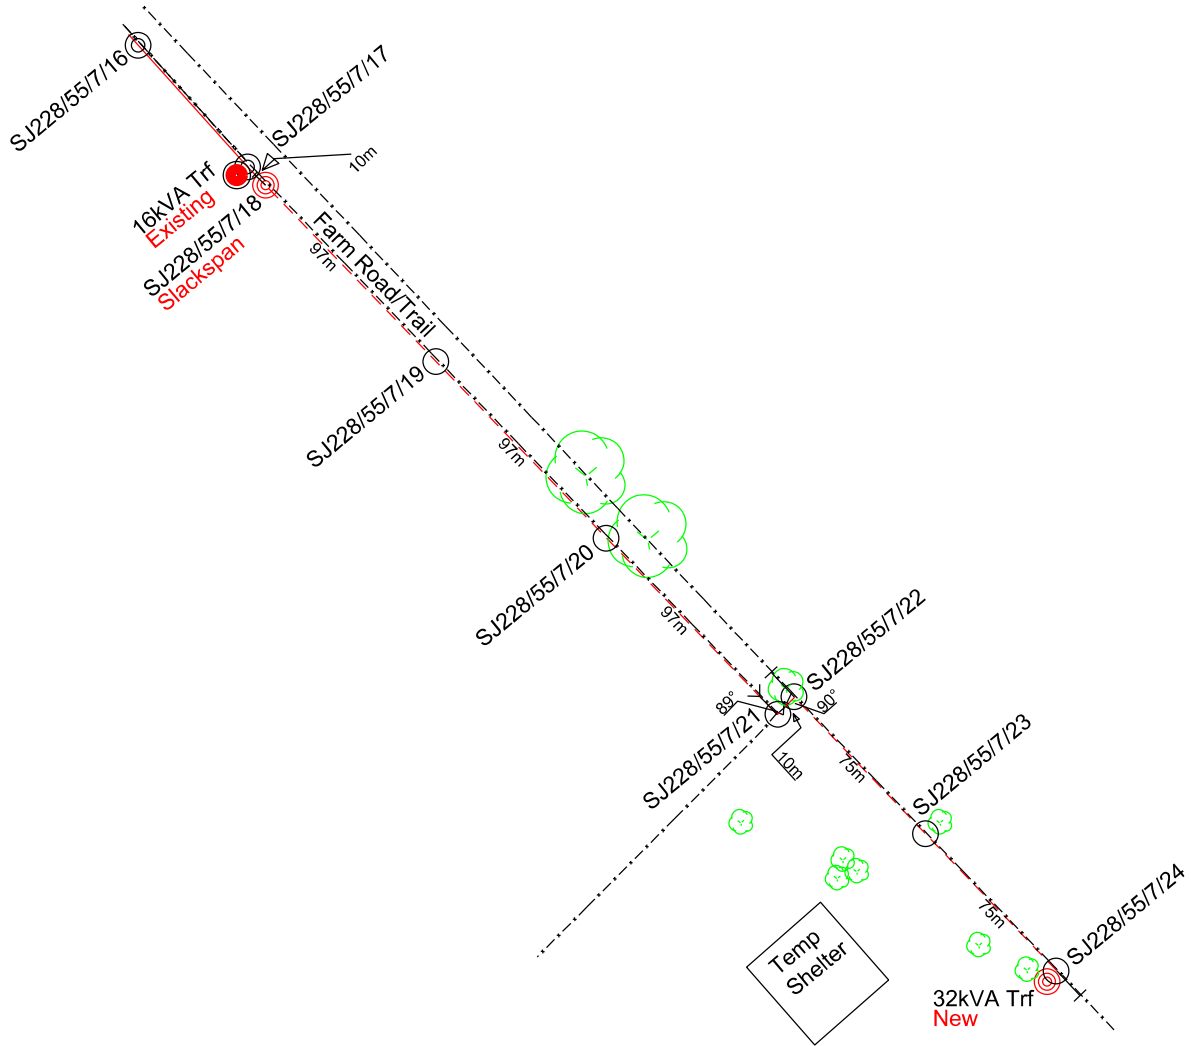 SJ228/55/7/16
SJ228/55/7/17
10m
16kVA Trf
Existing
SJ228/55/7/18
Slackspan
Farm Road/Trail
97m
SJ228/55/7/19
97m
SJ228/55/7/20
97m
SJ228/55/7/22
89°
90°
SJ228/55/7/21
10m
75m
SJ228/55/7/23
75m
SJ228/55/7/24
Temp
Shelter
32kVA Trf
New